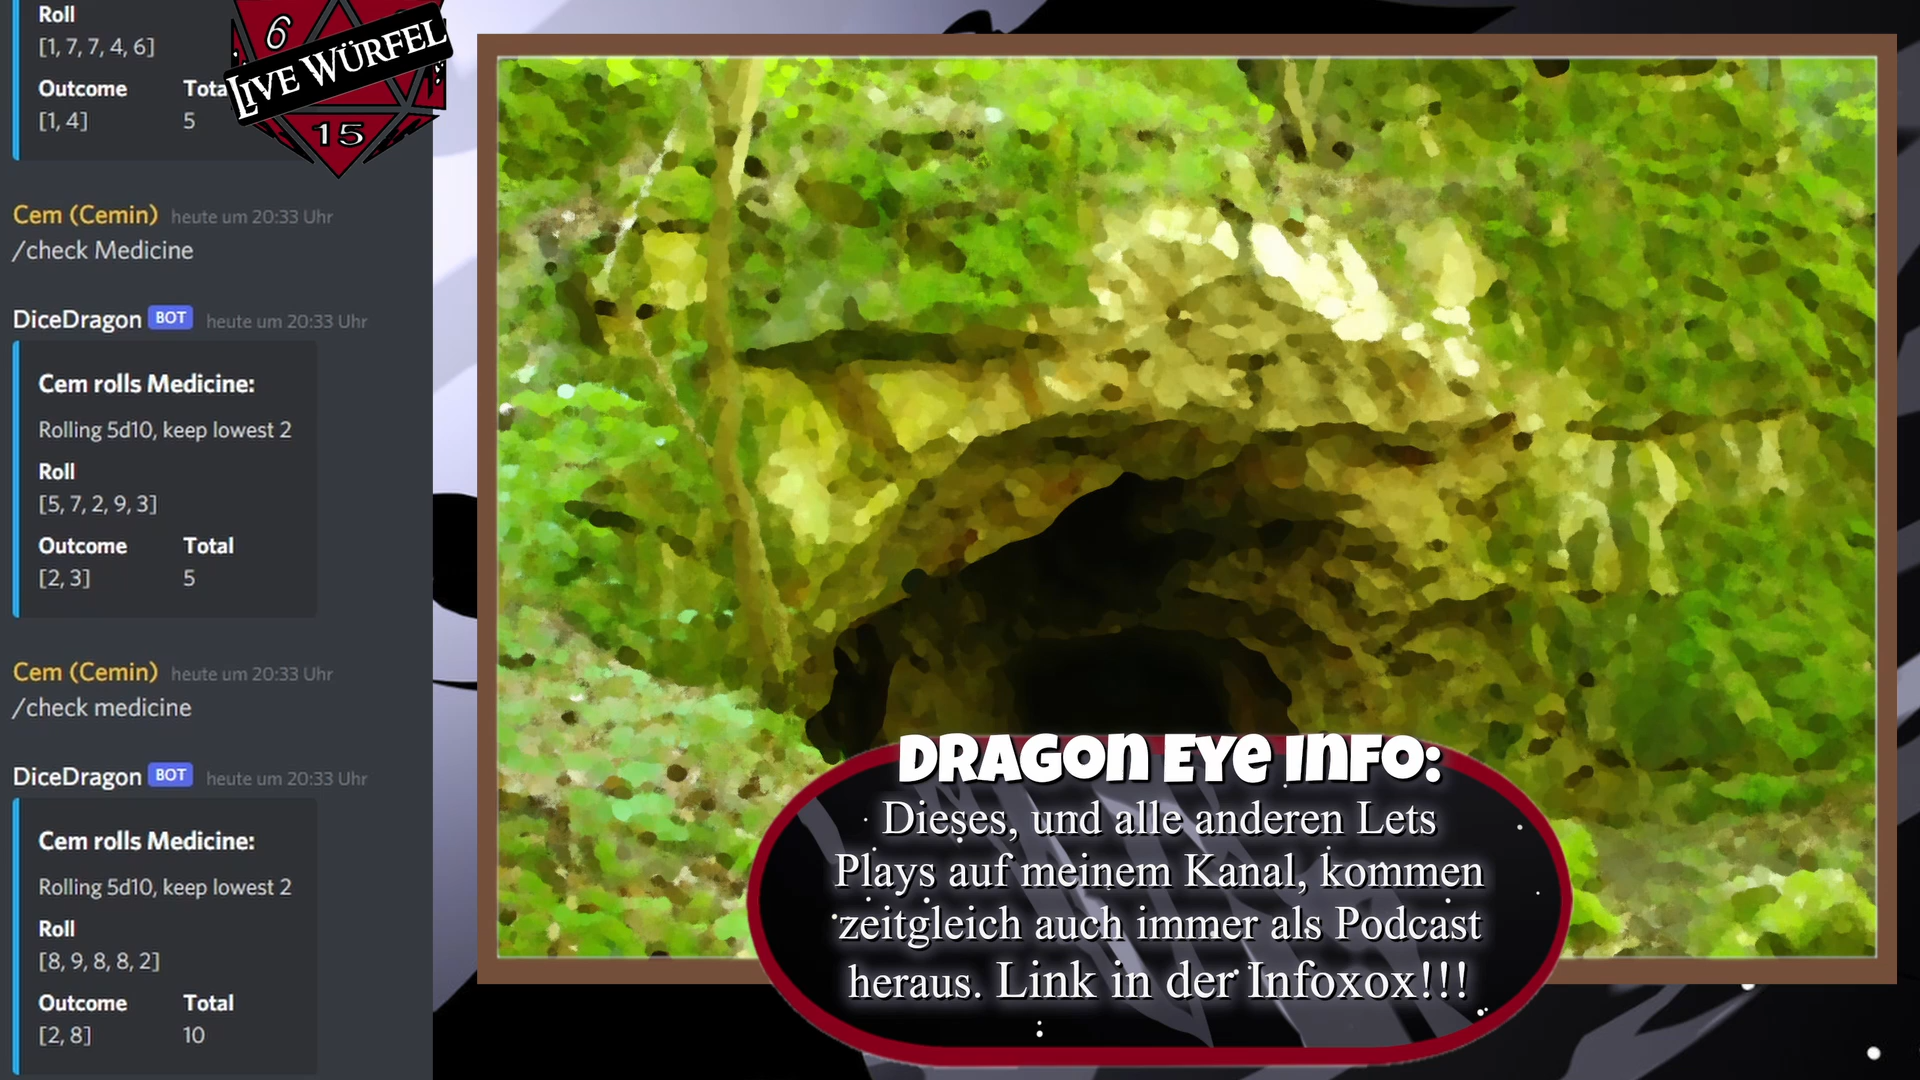 Roll
[1, 7, 7, 4, 6]
Outcome Tota
[1, 4] 5
6
LIVE WÜRFEL
15
Cem (Cemin) heute um 20:33 Uhr
/check Medicine
DiceDragon BOT heute um 20:33 Uhr
Cem rolls Medicine:
Rolling 5d10, keep lowest 2
Roll
[5, 7, 2, 9, 3]
Outcome Total
[2, 3] 5
Cem (Cemin) heute um 20:33 Uhr
/check medicine
DiceDragon BOT heute um 20:33 Uhr
Cem rolls Medicine:
Rolling 5d10, keep lowest 2
Roll
[8, 9, 8, 8, 2]
Outcome Total
[2, 8] 10
DRAGON EYE INFO:
Dieses, und alle anderen Lets
Plays auf meinem Kanal, kommen
zeitgleich auch immer als Podcast
heraus. Link in der Infoxox!!!